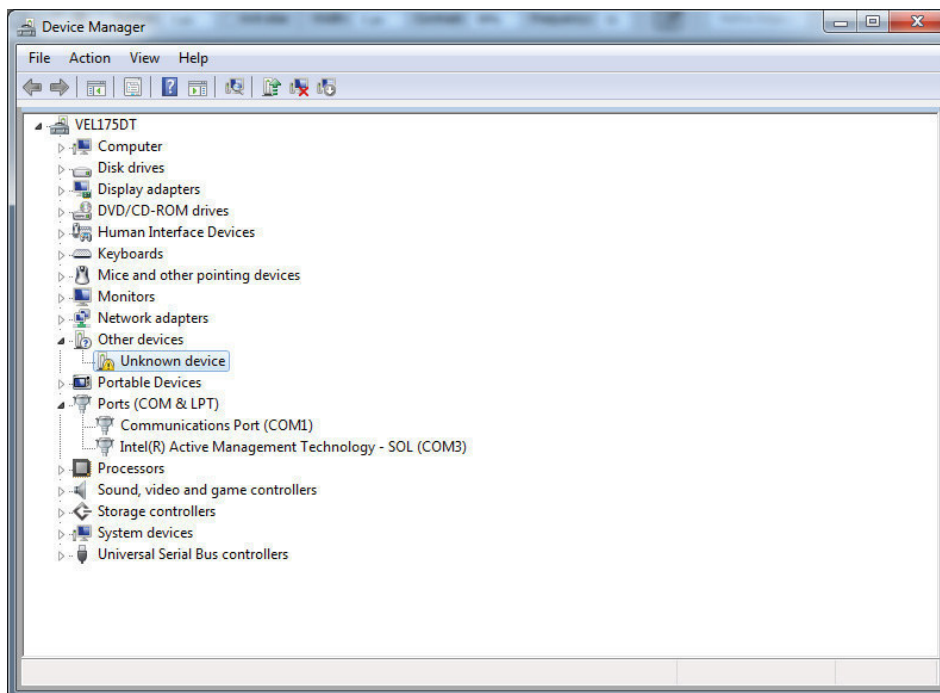 Device Manager
File Action View Help
VEL175DT
Computer
Disk drives
Display adapters
DVD/CD-ROM drives
Human Interface Devices
Keyboards
Mice and other pointing devices
Monitors
Network adapters
Other devices
Unknown device
Portable Devices
Ports (COM & LPT)
Communications Port (COM1)
Intel(R) Active Management Technology - SOL (COM3)
Processors
Sound, video and game controllers
Storage controllers
System devices
Universal Serial Bus controllers